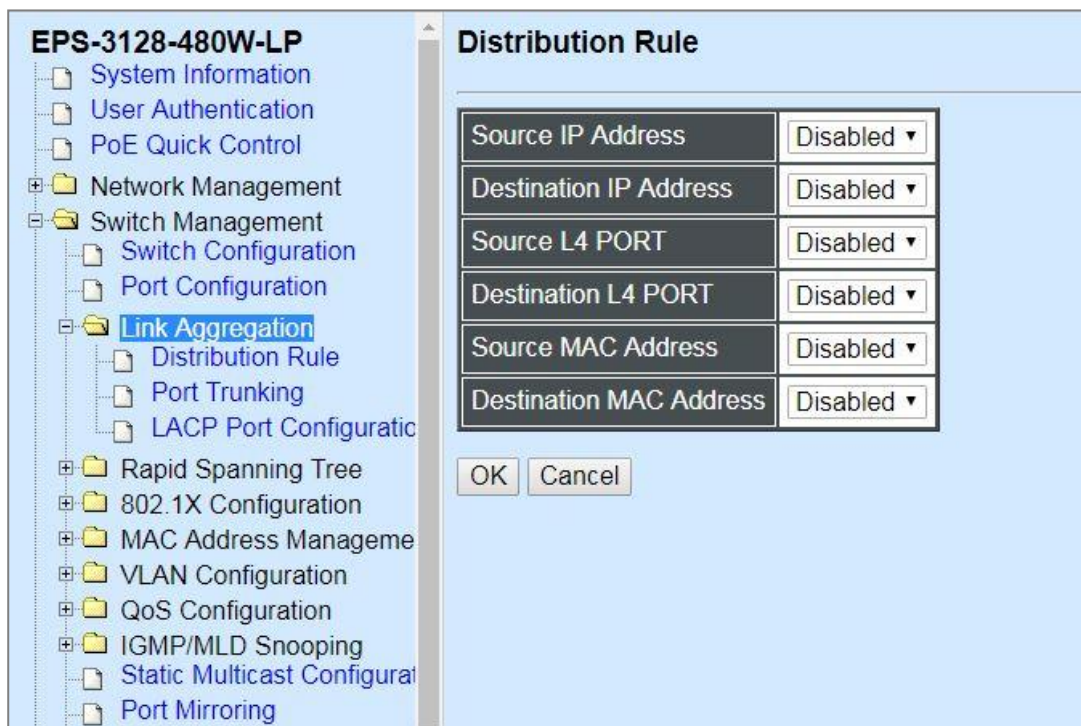 EPS-3128-480W-LP
System Information
User Authentication
PoE Quick Control
Network Management
Switch Management
Switch Configuration
Port Configuration
Link Aggregation
Distribution Rule
Port Trunking
LACP Port Configuratic
Rapid Spanning Tree
802.1X Configuration
MAC Address Manageme
VLAN Configuration
QoS Configuration
IGMP/MLD Snooping
Static Multicast Configurat
Port Mirroring
Distribution Rule
Source IP Address Disabled
Destination IP Address Disabled
Source L4 PORT Disabled
Destination L4 PORT Disabled
Source MAC Address Disabled
Destination MAC Address Disabled
OK Cancel